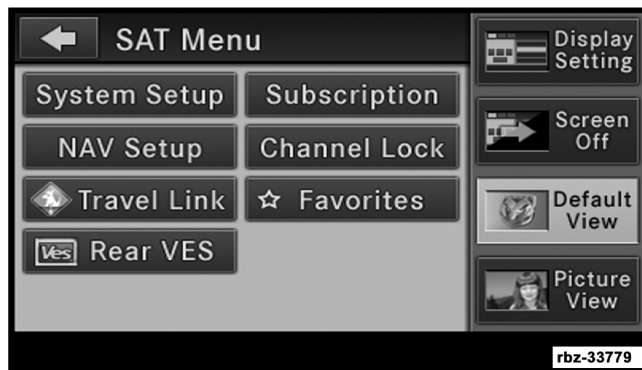 SAT Menu
System Setup
Subscription
NAV Setup
Channel Lock
Travel Link
Favorites
Ves Rear VES
Display
Setting
Screen
Off
Default
View
Picture
View
rbz-33779